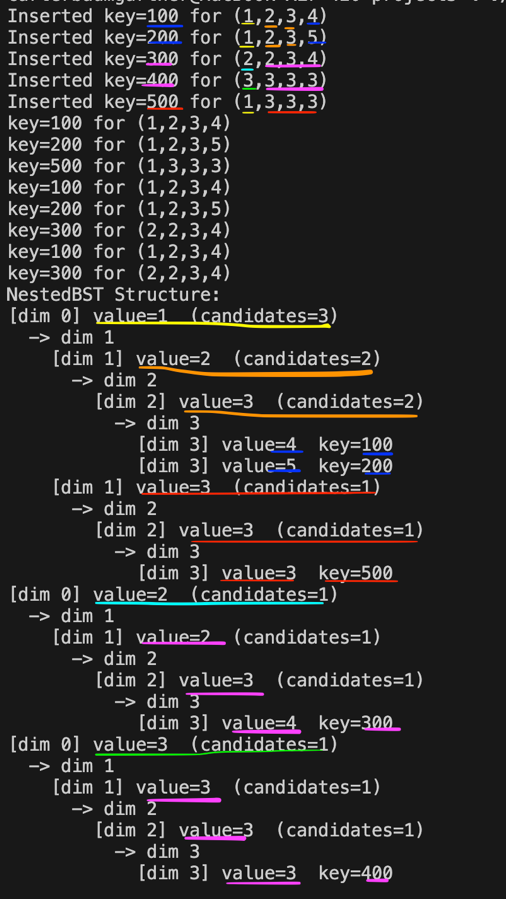 Inserted key=100 for (1,2,3,4)
Inserted key=200 for (1,2,3,5)
Inserted key=300 for (2,2,3,4)
Inserted key=400 for (3,3,3,3)
Inserted key=500 for (1,3,3,3)
key=100 for (1,2,3,4)
key=200 for (1,2,3,5)
key=500 for (1,3,3,3)
key=100 for (1,2,3,4)
key=200 for (1,2,3,5)
key=300 for (2,2,3,4)
key=100 for (1,2,3,4)
key=300 for (2,2,3,4)
NestedBST Structure:
[dim 0] value=1  (candidates=3)
  -> dim 1
    [dim 1] value=2  (candidates=2)
      -> dim 2
        [dim 2] value=3  (candidates=2)
          -> dim 3
            [dim 3] value=4  key=100
            [dim 3] value=5  key=200
    [dim 1] value=3  (candidates=1)
      -> dim 2
        [dim 2] value=3  (candidates=1)
          -> dim 3
            [dim 3] value=3  key=500
[dim 0] value=2  (candidates=1)
  -> dim 1
    [dim 1] value=2  (candidates=1)
      -> dim 2
        [dim 2] value=3  (candidates=1)
          -> dim 3
            [dim 3] value=4  key=300
[dim 0] value=3  (candidates=1)
  -> dim 1
    [dim 1] value=3  (candidates=1)
      -> dim 2
        [dim 2] value=3  (candidates=1)
          -> dim 3
            [dim 3] value=3  key=400